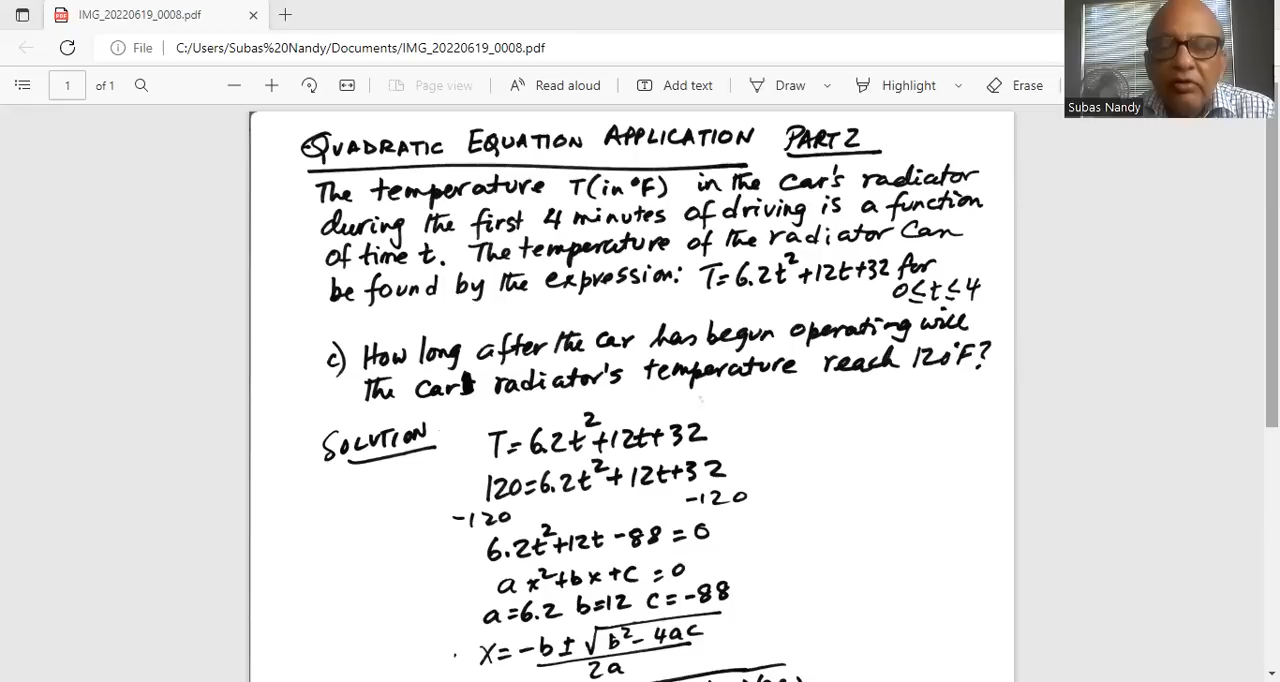 IMG_20220619_0008.pdf
File C:/Users/Subas%20Nandy/Documents/IMG_20220619_0008.pdf
1 of 1 Page view Read aloud Add text Draw Highlight Erase
Subas Nandy
QUADRATIC EQUATION APPLICATION PART 2
The temperature T(in °F) in the car's radiator
during the first 4 minutes of driving is a function
of time t. The temperature of the radiator can
be found by the expression: T=6.2t²+12t+32 for
0≤t≤4
c) How long after the car has begun operating will
the car radiator's temperature reach 120°F?
SOLUTION T=6.2t²+12t+32
120=6.2t²+12t+32
-120 -120
6.2t²+12t-88=0
ax²+bx+c=0
a=6.2 b=12 c=-88
x=-b±√b²-4ac
2a